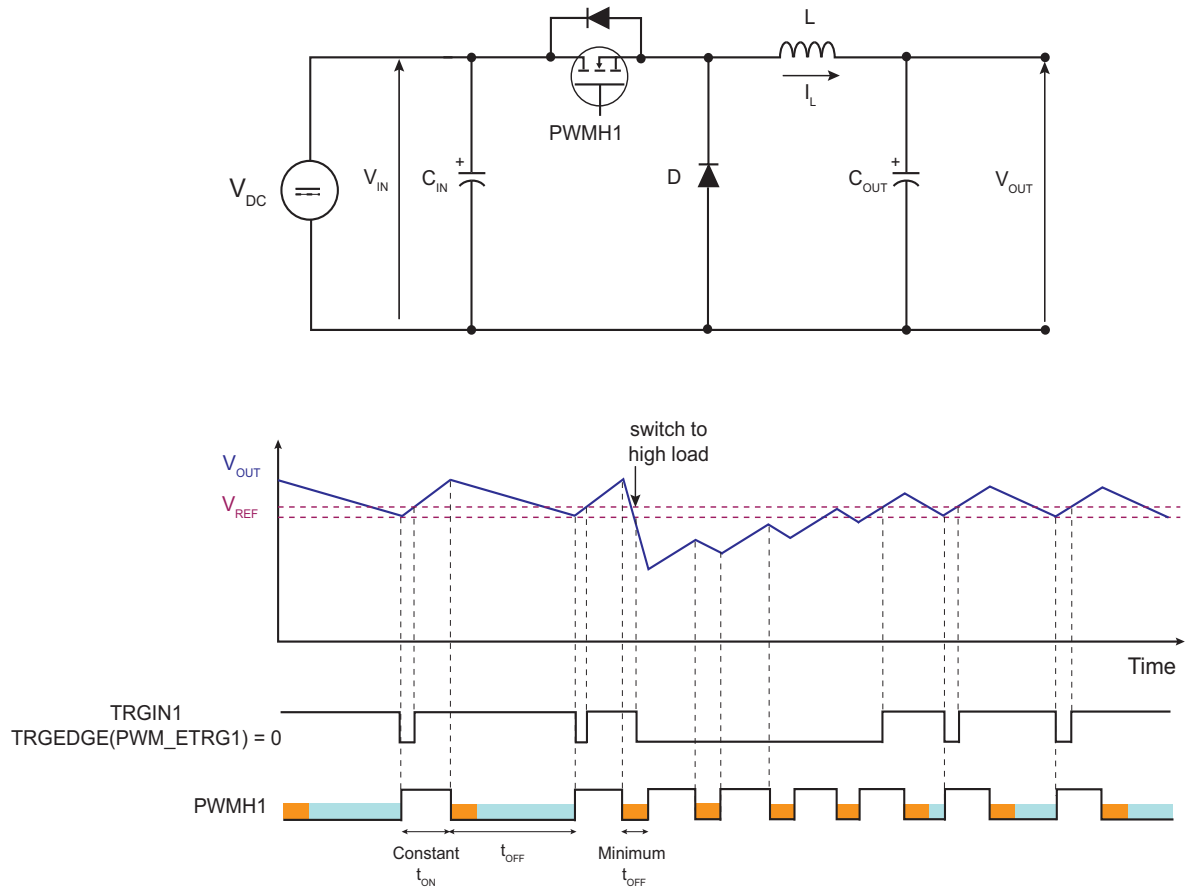 L
I_L
PWMH1
V_DC
V_IN
C_IN
+
D
C_OUT
+
V_OUT
switch to
high load
V_OUT
V_REF
Time
TRGIN1
TRGEDGE(PWM_ETRG1) = 0
PWMH1
Constant
t_ON
t_OFF
Minimum
t_OFF